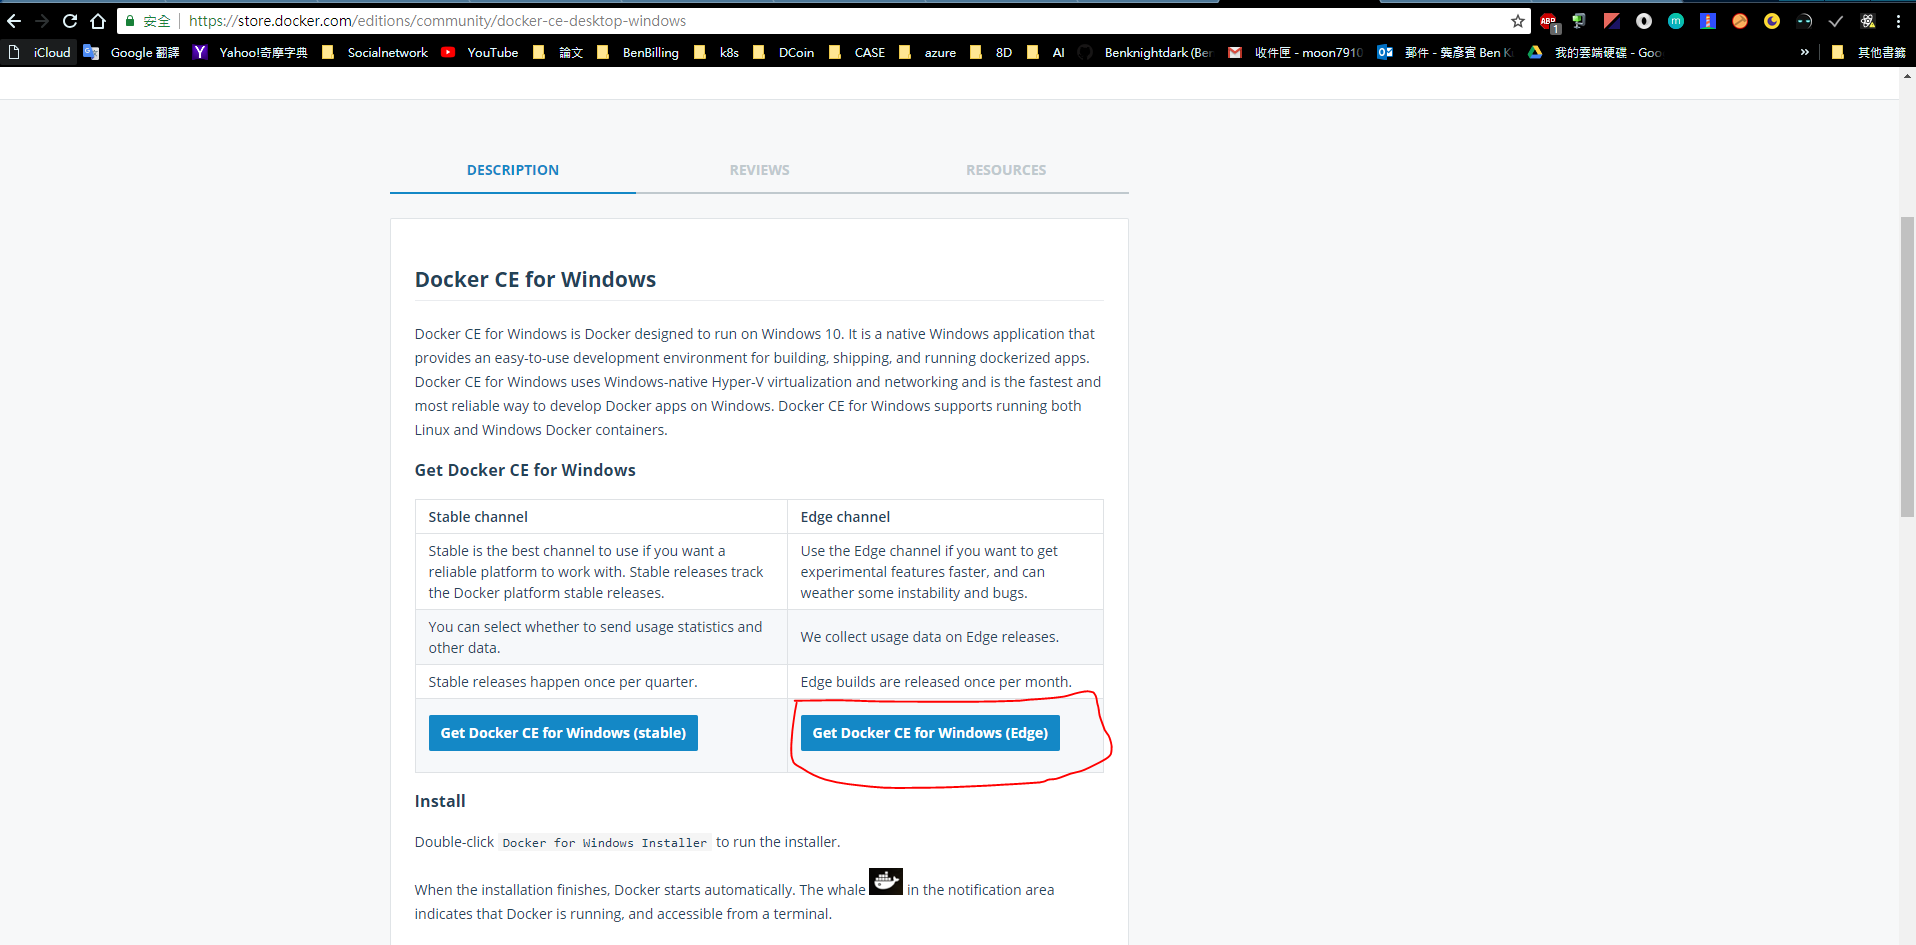 安全 https://store.docker.com/editions/community/docker-ce-desktop-windows ABP 1 m
iCloud Google 翻譯 Yahoo!奇摩字典 Socialnetwork YouTube 論文 BenBilling k8s DCoin CASE azure 8D AI Benknightdark (Ber 收件匣 - moon7910 郵件 - 龔彥賓 Ben K 我的雲端硬碟 - Goo » 其他書籤
DESCRIPTION REVIEWS RESOURCES
Docker CE for Windows
Docker CE for Windows is Docker designed to run on Windows 10. It is a native Windows application that
provides an easy-to-use development environment for building, shipping, and running dockerized apps.
Docker CE for Windows uses Windows-native Hyper-V virtualization and networking and is the fastest and
most reliable way to develop Docker apps on Windows. Docker CE for Windows supports running both
Linux and Windows Docker containers.
Get Docker CE for Windows
Stable channel
Edge channel
Stable is the best channel to use if you want a
reliable platform to work with. Stable releases track
the Docker platform stable releases.
Use the Edge channel if you want to get
experimental features faster, and can
weather some instability and bugs.
You can select whether to send usage statistics and
other data.
We collect usage data on Edge releases.
Stable releases happen once per quarter.
Edge builds are released once per month.
Get Docker CE for Windows (stable)
Get Docker CE for Windows (Edge)
Install
Double-click Docker for Windows Installer to run the installer.
When the installation finishes, Docker starts automatically. The whale in the notification area
indicates that Docker is running, and accessible from a terminal.